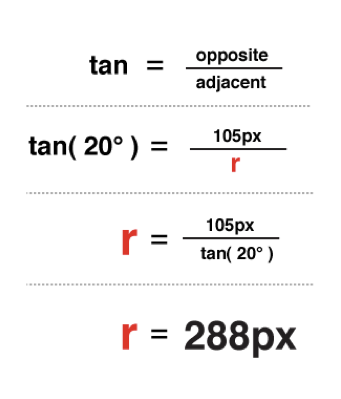 tan = opposite / adjacent
tan( 20° ) = 105px / r
r = 105px / tan( 20° )
r = 288px